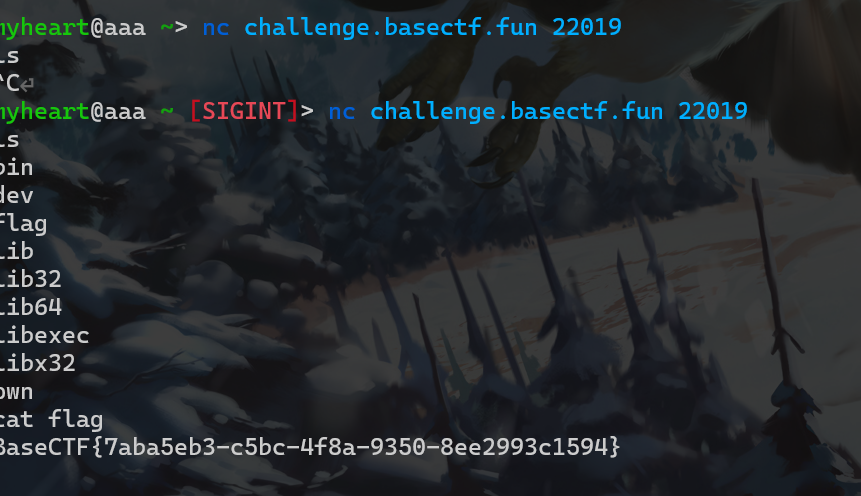 myheart@aaa ~> nc challenge.basectf.fun 22019
ls
^C⏎
myheart@aaa ~ [SIGINT]> nc challenge.basectf.fun 22019
ls
bin
dev
flag
lib
lib32
lib64
libexec
libx32
pwn
cat flag
BaseCTF{7aba5eb3-c5bc-4f8a-9350-8ee2993c1594}